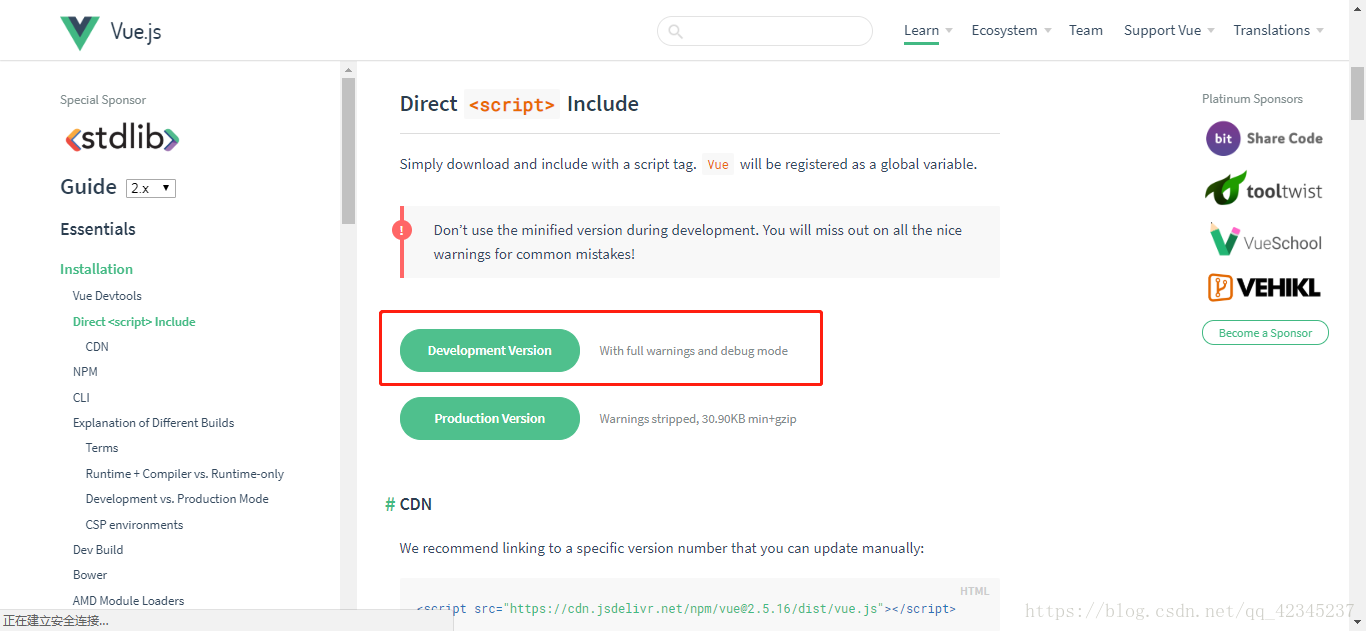 Vue.js
Learn
Ecosystem
Team
Support Vue
Translations
Special Sponsor
<stdlib>
Guide 2.x
Essentials
Installation
Vue Devtools
Direct <script> Include
CDN
NPM
CLI
Explanation of Different Builds
Terms
Runtime + Compiler vs. Runtime-only
Development vs. Production Mode
CSP environments
Dev Build
Bower
AMD Module Loaders
正在建立安全连接...
Direct <script> Include
Simply download and include with a script tag. Vue will be registered as a global variable.
!
Don’t use the minified version during development. You will miss out on all the nice
warnings for common mistakes!
Development Version
With full warnings and debug mode
Production Version
Warnings stripped, 30.90KB min+gzip
# CDN
We recommend linking to a specific version number that you can update manually:
HTML
<script src="https://cdn.jsdelivr.net/npm/vue@2.5.16/dist/vue.js"></script>
Platinum Sponsors
bit Share Code
tooltwist
VueSchool
VEHIKL
Become a Sponsor
https://blog.csdn.net/qq_42345237